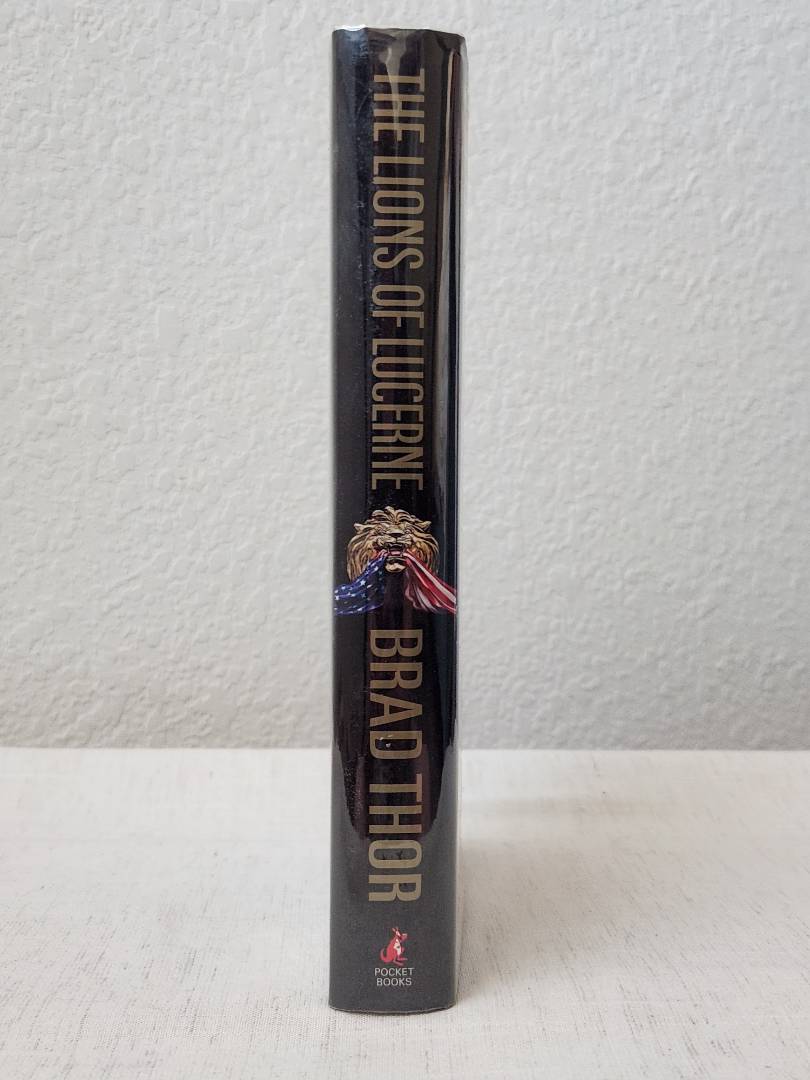 THE LIONS OF LUCERNE
BRAD THOR
POCKET
BOOKS